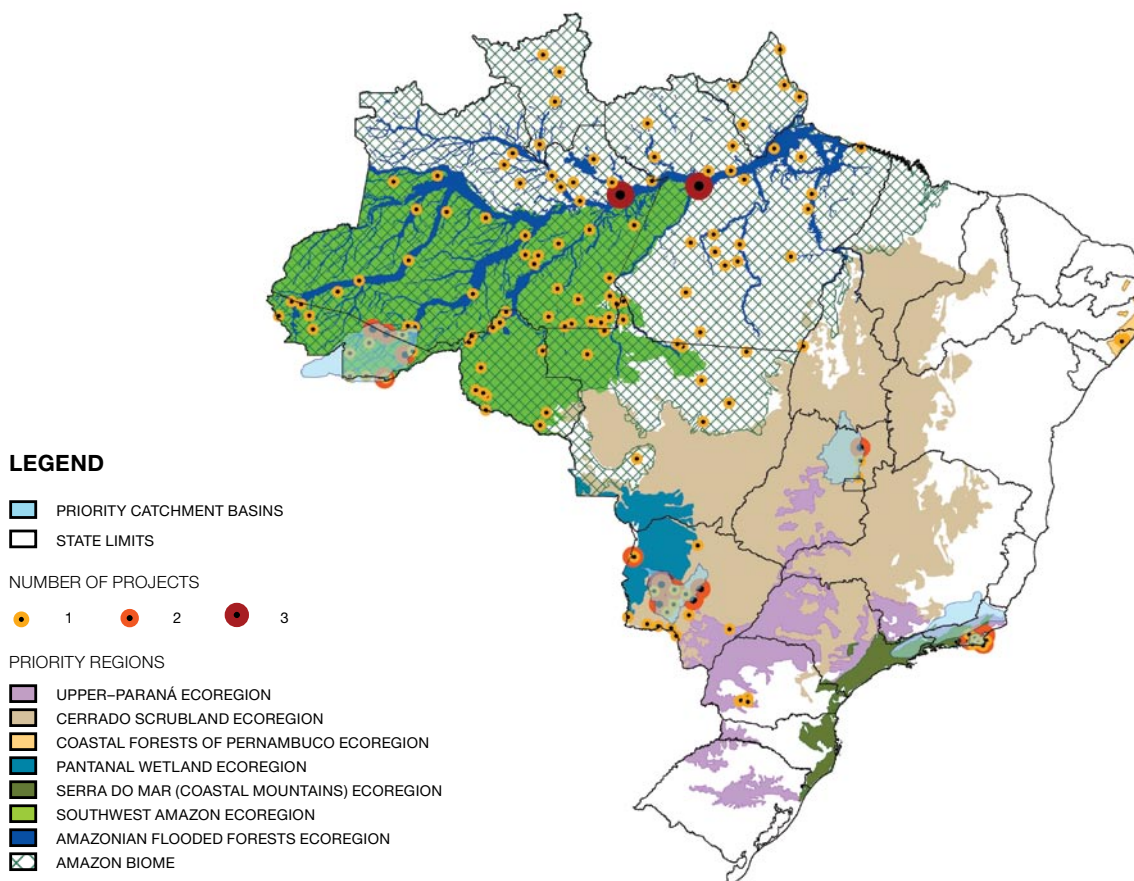 LEGEND
PRIORITY CATCHMENT BASINS
STATE LIMITS
NUMBER OF PROJECTS
1 2 3
PRIORITY REGIONS
UPPER–PARANÁ ECOREGION
CERRADO SCRUBLAND ECOREGION
COASTAL FORESTS OF PERNAMBUCO ECOREGION
PANTANAL WETLAND ECOREGION
SERRA DO MAR (COASTAL MOUNTAINS) ECOREGION
SOUTHWEST AMAZON ECOREGION
AMAZONIAN FLOODED FORESTS ECOREGION
AMAZON BIOME